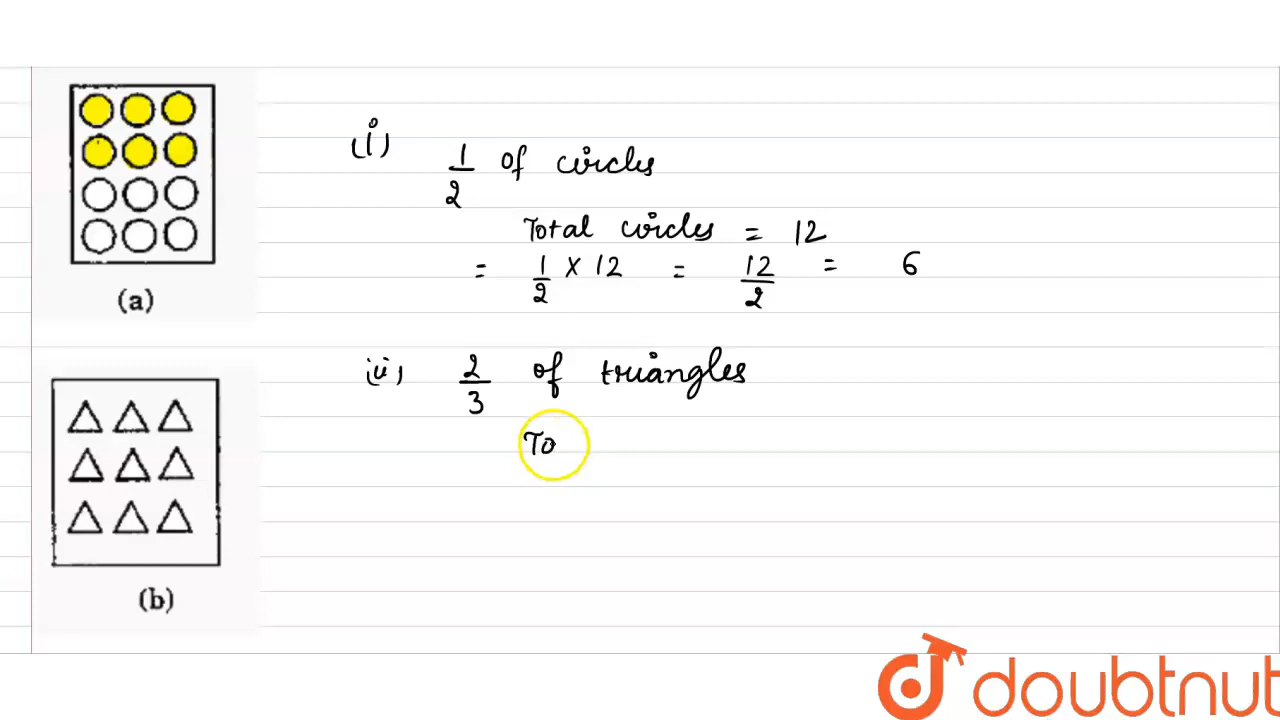 (i) 1/2 of circles
Total circles = 12
= 1/2 x 12 = 12/2 = 6
(a)
(ii) 2/3 of triangles
To
(b)
doubtnut